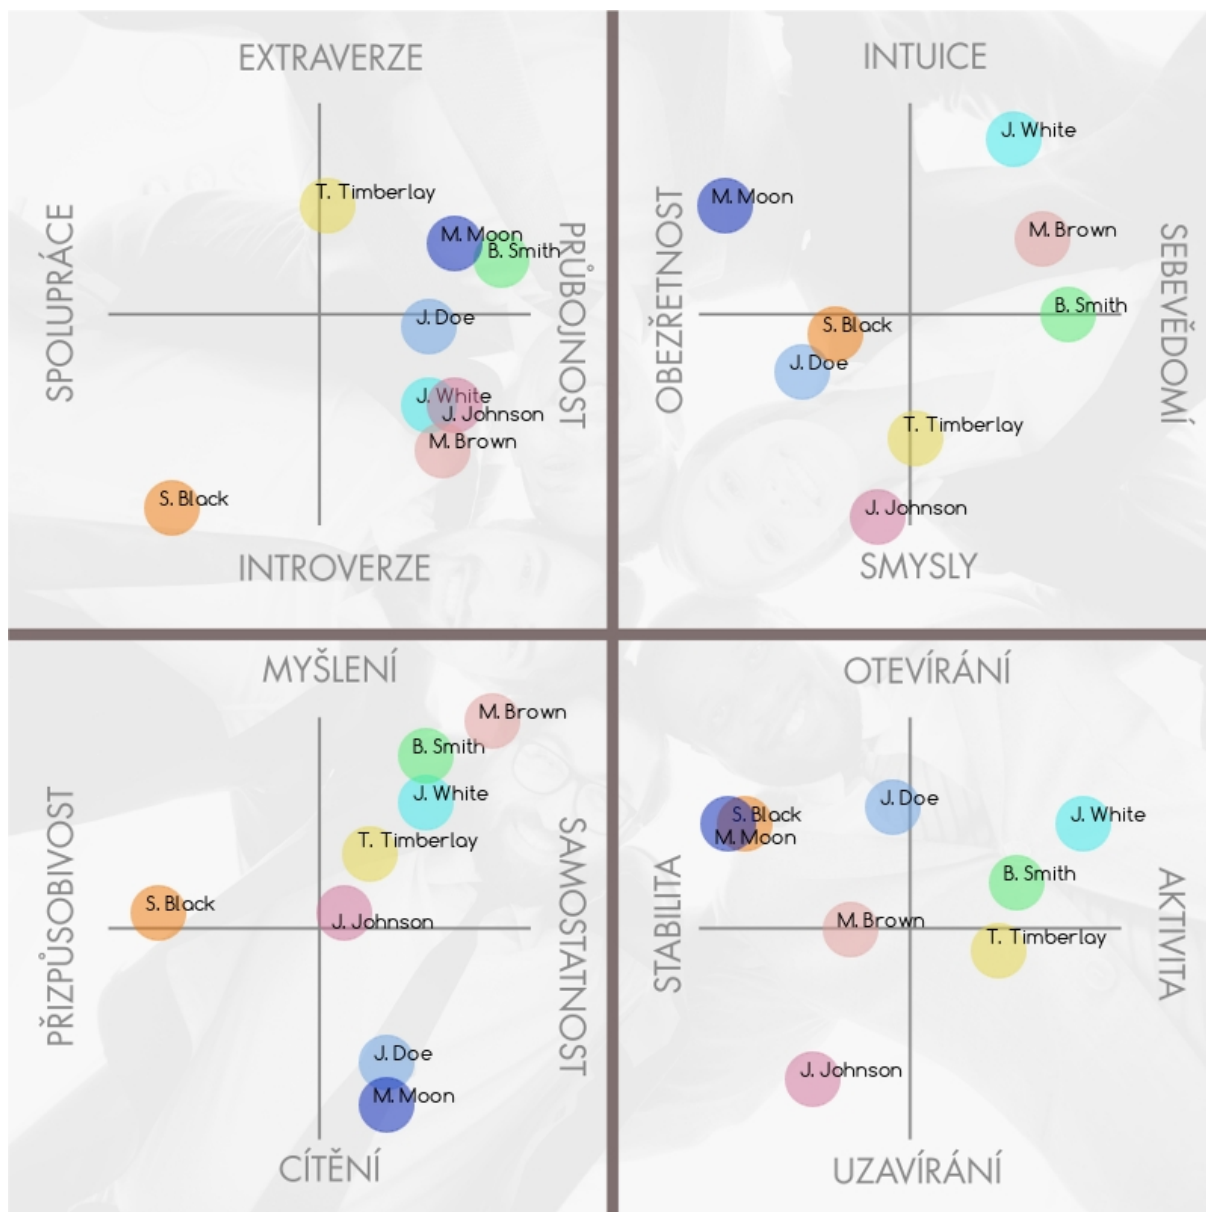 EXTRAVERZE
T. Timberlay
M. Moon
B. Smith
SPOLUPRÁCE
PRŮBOJNOST
J. Doe
J. White
J. Johnson
M. Brown
S. Black
INTROVERZE
INTUICE
J. White
M. Moon
M. Brown
OBEZŘETNOST
SEBEVĚDOMÍ
B. Smith
S. Black
J. Doe
T. Timberlay
J. Johnson
SMYSLY
MYŠLENÍ
M. Brown
B. Smith
J. White
T. Timberlay
PŘIZPŮSOBIVOST
SAMOSTATNOST
S. Black
J. Johnson
J. Doe
M. Moon
CÍTĚNÍ
OTEVÍRÁNÍ
J. Doe
S. Black
J. White
M. Moon
B. Smith
STABILITA
AKTIVITA
M. Brown
T. Timberlay
J. Johnson
UZAVÍRÁNÍ